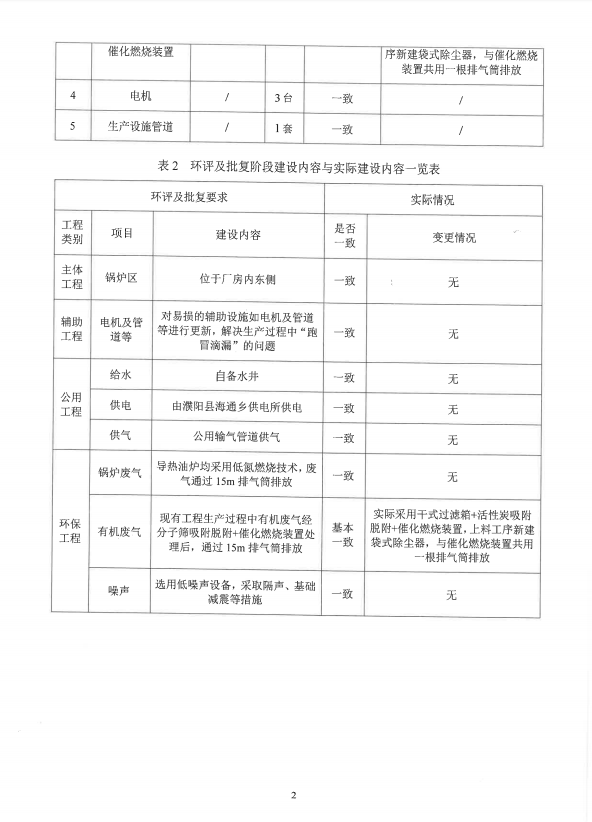 催化燃烧装置
序新建袋式除尘器，与催化燃烧
装置共用一根排气筒排放
4 电机 / 3台 一致 /
5 生产设施管道 / 1套 一致 /
表2 环评及批复阶段建设内容与实际建设内容一览表
环评及批复要求 实际情况
工程
类别
项目
建设内容
是否
一致
变更情况
主体
工程
锅炉区
位于厂房内东侧
一致
无
辅助
工程
电机及管
道等
对易损的辅助设施如电机及管道
等进行更新，解决生产过程中“跑
冒滴漏”的问题
一致
无
公用
工程
给水 自备水井 一致 无
供电 由濮阳县海通乡供电所供电 一致 无
供气 公用输气管道供气 一致 无
环保
工程
锅炉废气
导热油炉均采用低氮燃烧技术，废
气通过15m排气筒排放
一致
无
有机废气
现有工程生产过程中有机废气经
分子筛吸附脱附+催化燃烧装置处
理后，通过15m排气筒排放
基本
一致
实际采用干式过滤箱+活性炭吸附
脱附+催化燃烧装置，上料工序新建
袋式除尘器，与催化燃烧装置共用
一根排气筒排放
噪声
选用低噪声设备，采取隔声、基础
减震等措施
一致
无
2